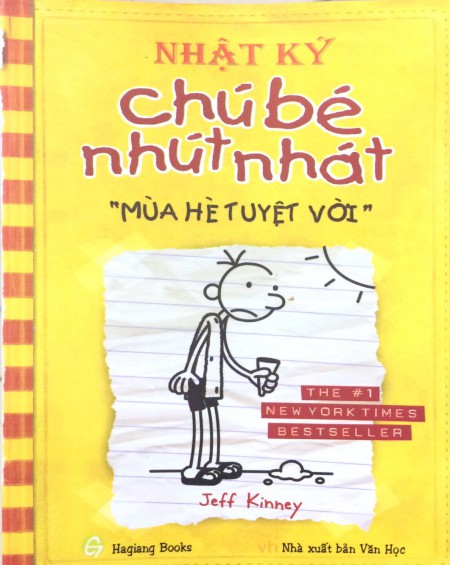 NHẬT KÝ
chú bé
nhút nhát
"MÙA HÈ TUYỆT VỜI"
THE #1
NEW YORK TIMES
BESTSELLER
Jeff Kinney
Hagiang Books
vh Nhà xuất bản Văn Học